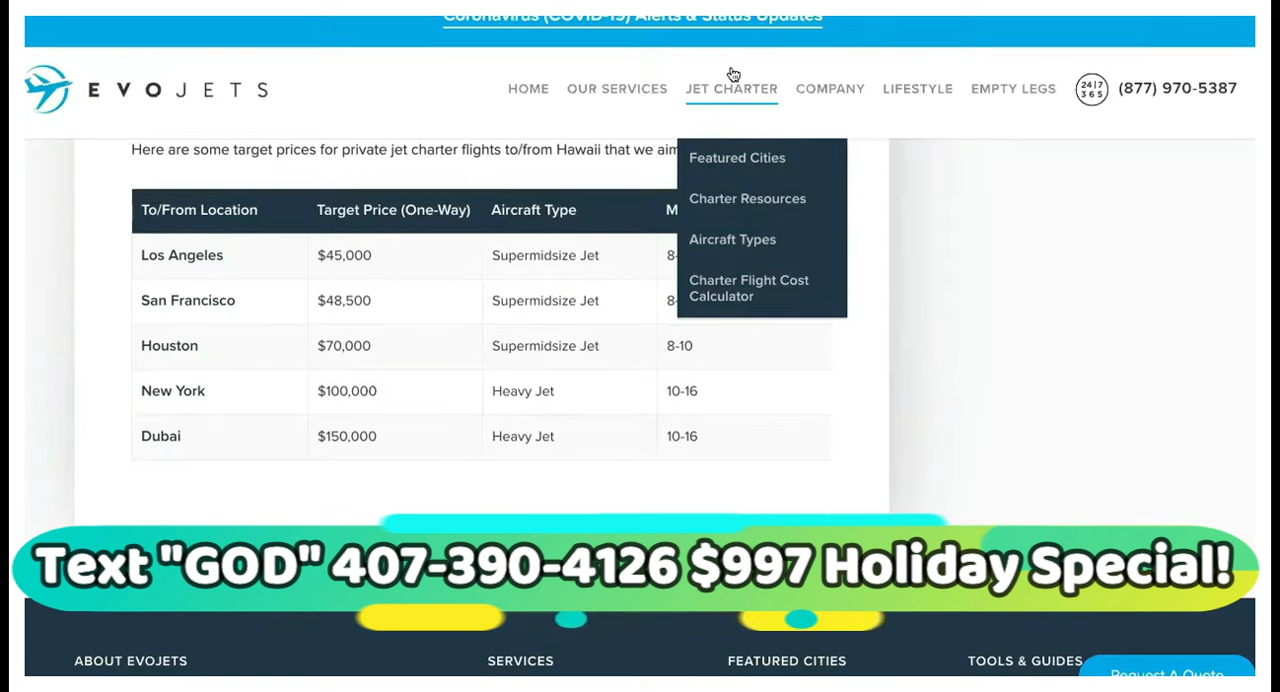 Coronavirus (COVID-19) Alerts & Status Updates
EVOJETS
HOME OUR SERVICES JET CHARTER COMPANY LIFESTYLE EMPTY LEGS 24|7 365 (877) 970-5387
Here are some target prices for private jet charter flights to/from Hawaii that we
Featured Cities
Charter Resources
Aircraft Types
Charter Flight Cost
Calculator
To/From Location Target Price (One-Way) Aircraft Type
Los Angeles $45,000 Supermidsize Jet 8-
San Francisco $48,500 Supermidsize Jet 8-
Houston $70,000 Supermidsize Jet 8-10
New York $100,000 Heavy Jet 10-16
Dubai $150,000 Heavy Jet 10-16
Text "GOD" 407-390-4126 $997 Holiday Special!
ABOUT EVOJETS SERVICES FEATURED CITIES TOOLS & GUIDES
Request A Quote